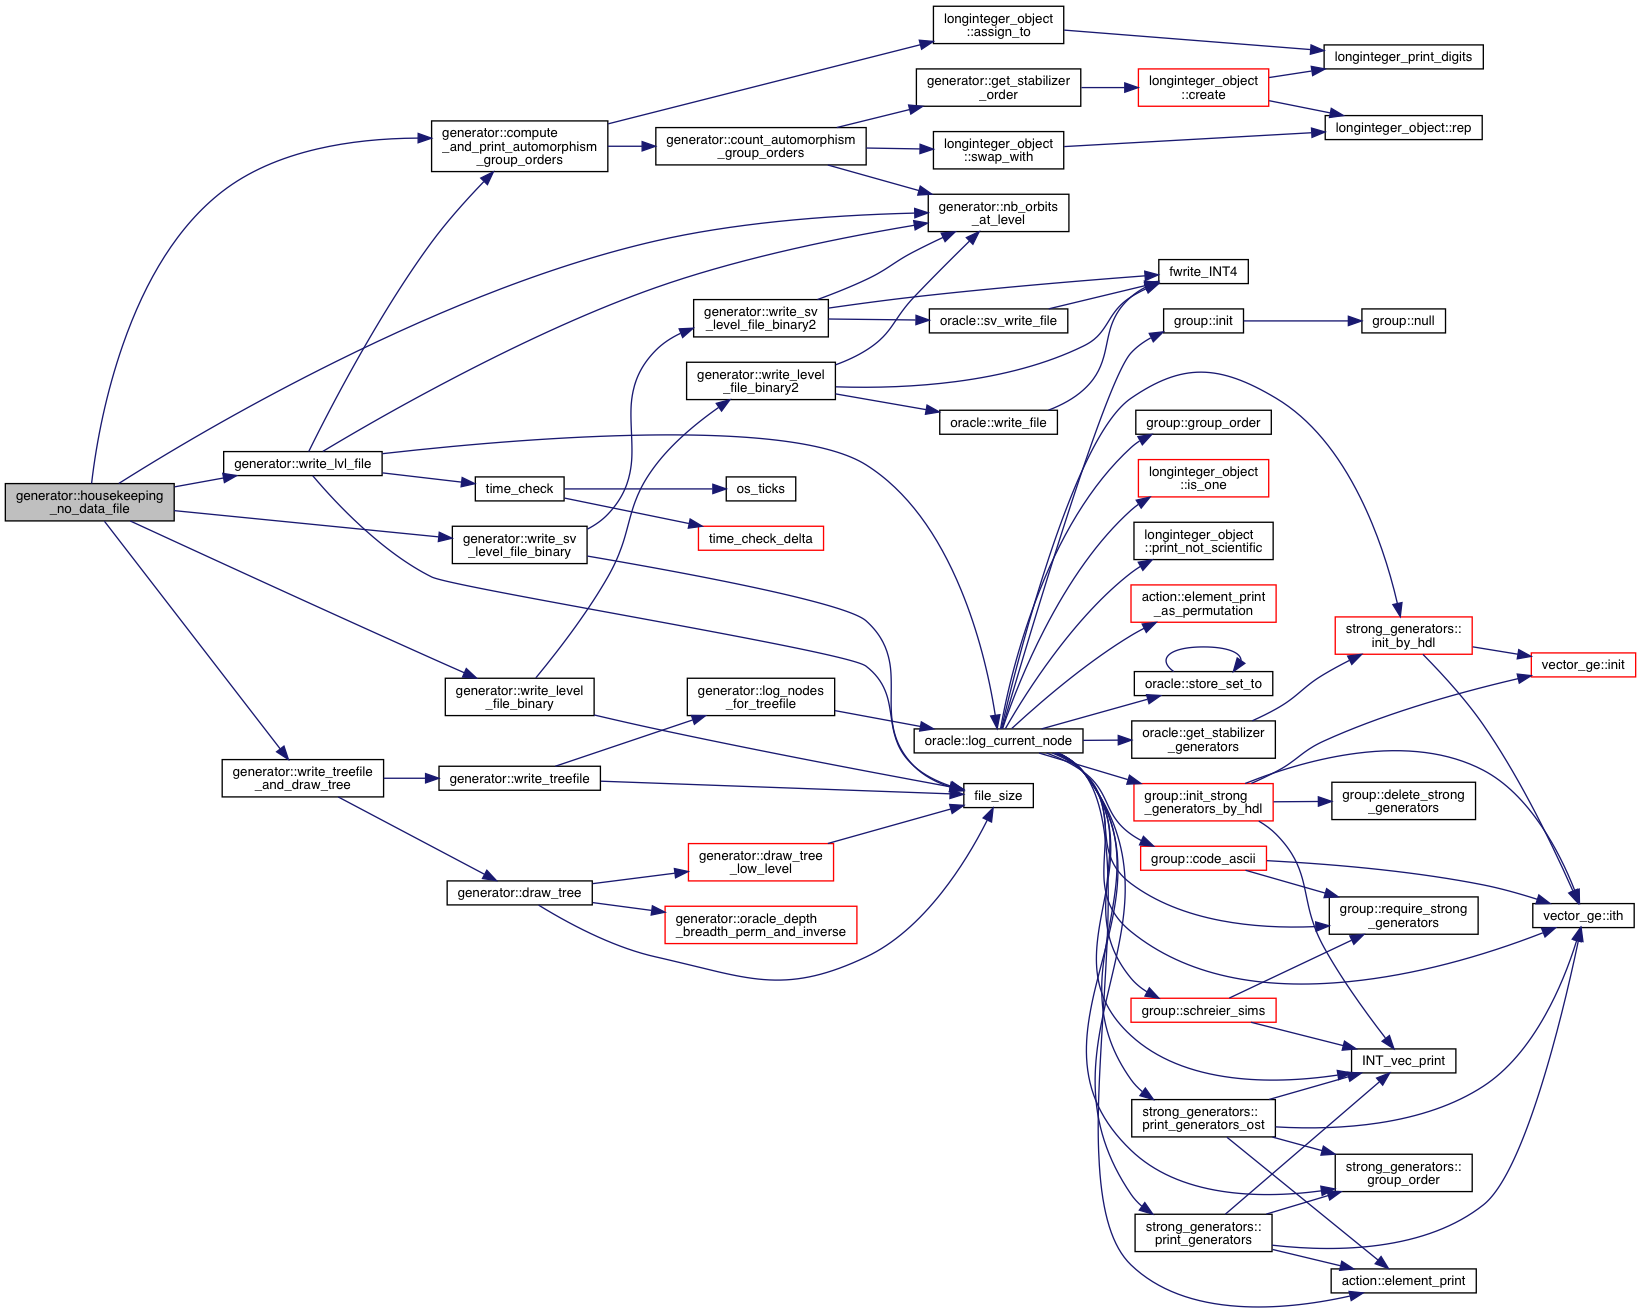 generator::housekeeping
_no_data_file
generator::compute
_and_print_automorphism
_group_orders
longinteger_object
::assign_to
longinteger_print_digits
generator::count_automorphism
_group_orders
generator::get_stabilizer
_order
longinteger_object
::create
longinteger_object::rep
longinteger_object
::swap_with
generator::nb_orbits
_at_level
generator::write_lvl_file
time_check
os_ticks
time_check_delta
generator::write_sv
_level_file_binary
generator::write_sv
_level_file_binary2
fwrite_INT4
oracle::sv_write_file
generator::write_level
_file_binary2
oracle::write_file
generator::write_level
_file_binary
generator::write_treefile
_and_draw_tree
generator::write_treefile
generator::log_nodes
_for_treefile
generator::draw_tree
generator::draw_tree
_low_level
generator::oracle_depth
_breadth_perm_and_inverse
oracle::log_current_node
file_size
group::init
group::null
group::group_order
longinteger_object
::is_one
longinteger_object
::print_not_scientific
action::element_print
_as_permutation
oracle::store_set_to
oracle::get_stabilizer
_generators
strong_generators::
init_by_hdl
vector_ge::init
group::init_strong
_generators_by_hdl
group::delete_strong
_generators
group::code_ascii
group::require_strong
_generators
vector_ge::ith
group::schreier_sims
INT_vec_print
strong_generators::
print_generators_ost
strong_generators::
group_order
strong_generators::
print_generators
action::element_print